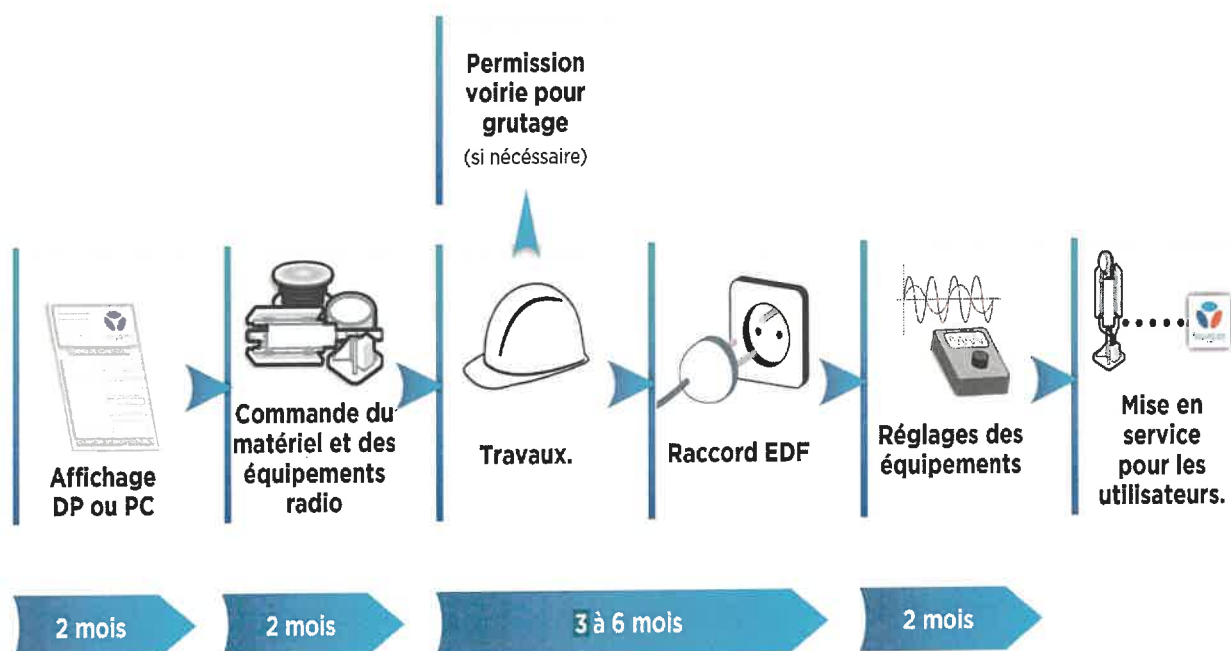 Permission
voirie pour
grutage
(si nécéssaire)
Affichage
DP ou PC
Commande du
matériel et des
équipements
radio
Travaux.
Raccord EDF
Réglages des
équipements
Mise en
service
pour les
utilisateurs.
2 mois
2 mois
3 à 6 mois
2 mois